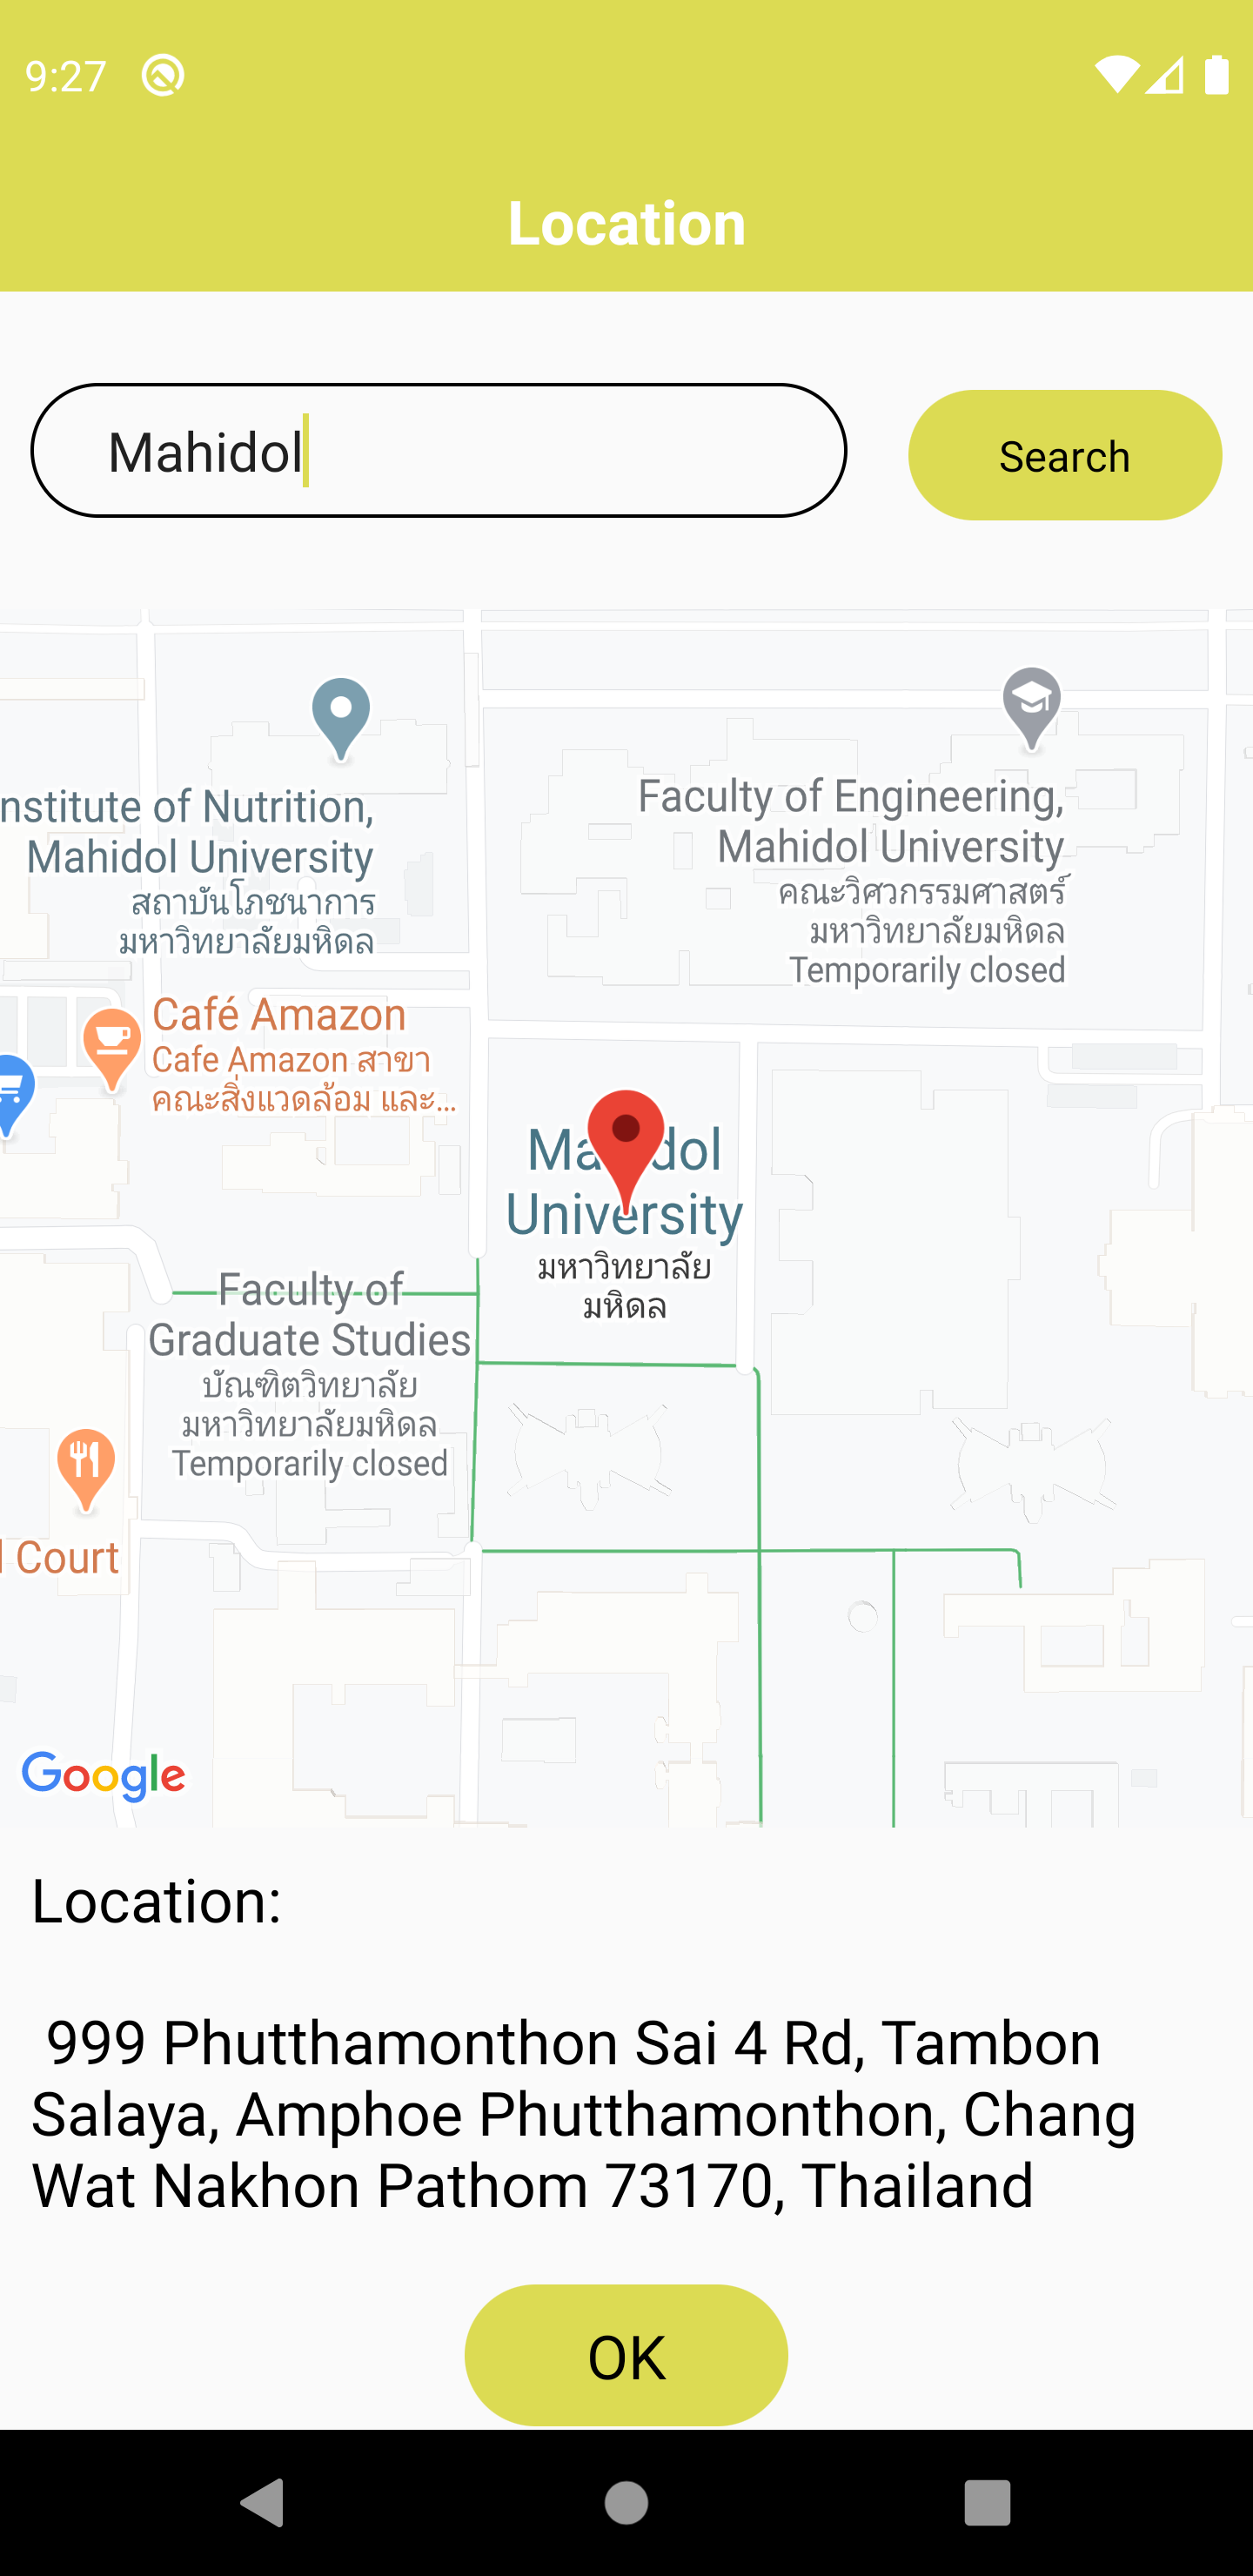 9:27
Location
Mahidol
Search
nstitute of Nutrition,
Mahidol University
สถาบันโภชนาการ
มหาวิทยาลัยมหิดล
Faculty of Engineering,
Mahidol University
คณะวิศวกรรมศาสตร์
มหาวิทยาลัยมหิดล
Temporarily closed
Café Amazon
Cafe Amazon สาขา
คณะสิ่งแวดล้อม และ...
University
มหาวิทยาลัย
มหิดล
Faculty of
Graduate Studies
บัณฑิตวิทยาลัย
มหาวิทยาลัยมหิดล
Temporarily closed
Court
Google
Location:
999 Phutthamonthon Sai 4 Rd, Tambon
Salaya, Amphoe Phutthamonthon, Chang
Wat Nakhon Pathom 73170, Thailand
OK